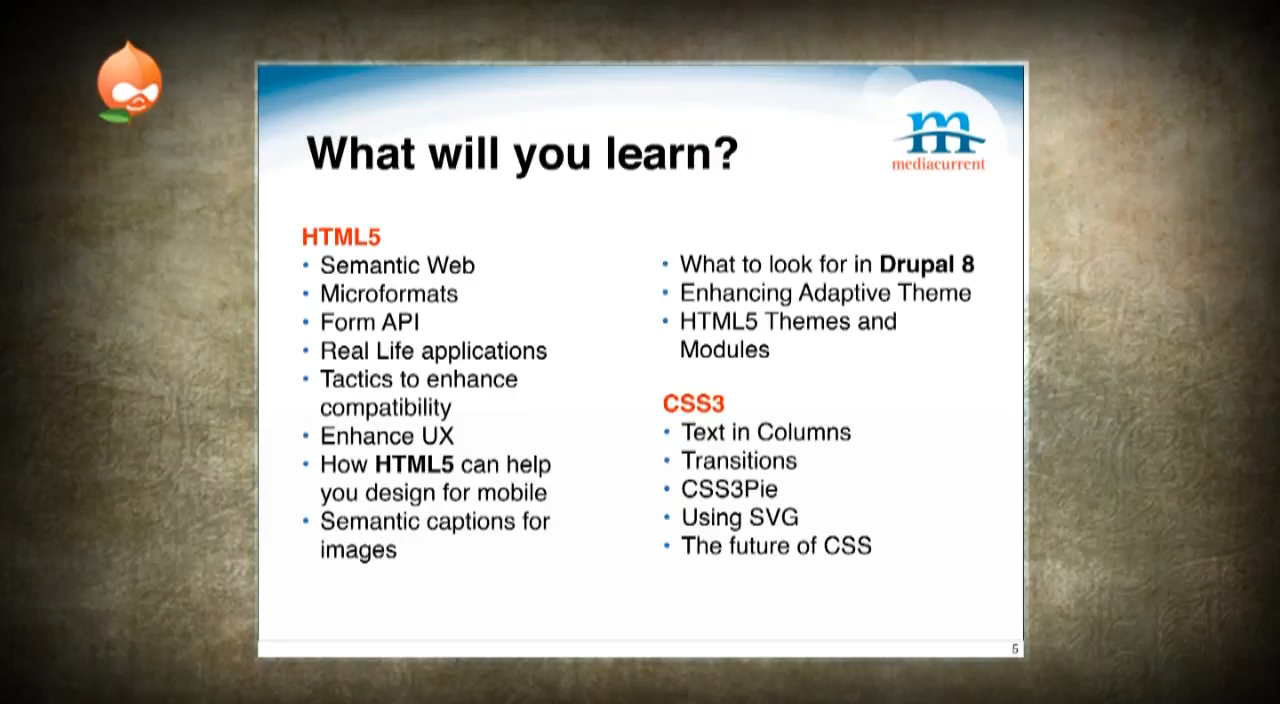 What will you learn?
m
mediacurrent
HTML5
• Semantic Web
• Microformats
• Form API
• Real Life applications
• Tactics to enhance
compatibility
• Enhance UX
• How HTML5 can help
you design for mobile
• Semantic captions for
images
• What to look for in Drupal 8
• Enhancing Adaptive Theme
• HTML5 Themes and
Modules
CSS3
• Text in Columns
• Transitions
• CSS3Pie
• Using SVG
• The future of CSS
5